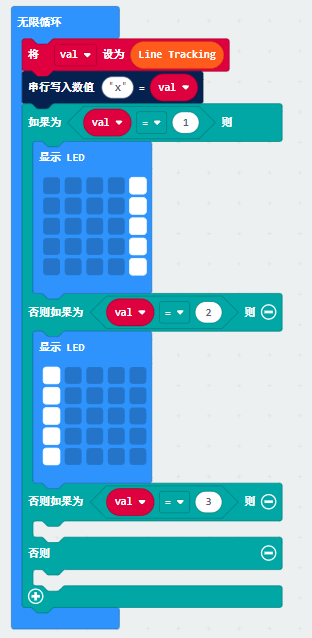 无限循环
将 val 设为 Line Tracking
串行写入数值 "x" = val
如果为 val = 1 则
显示 LED
否则如果为 val = 2 则
显示 LED
否则如果为 val = 3 则
否则